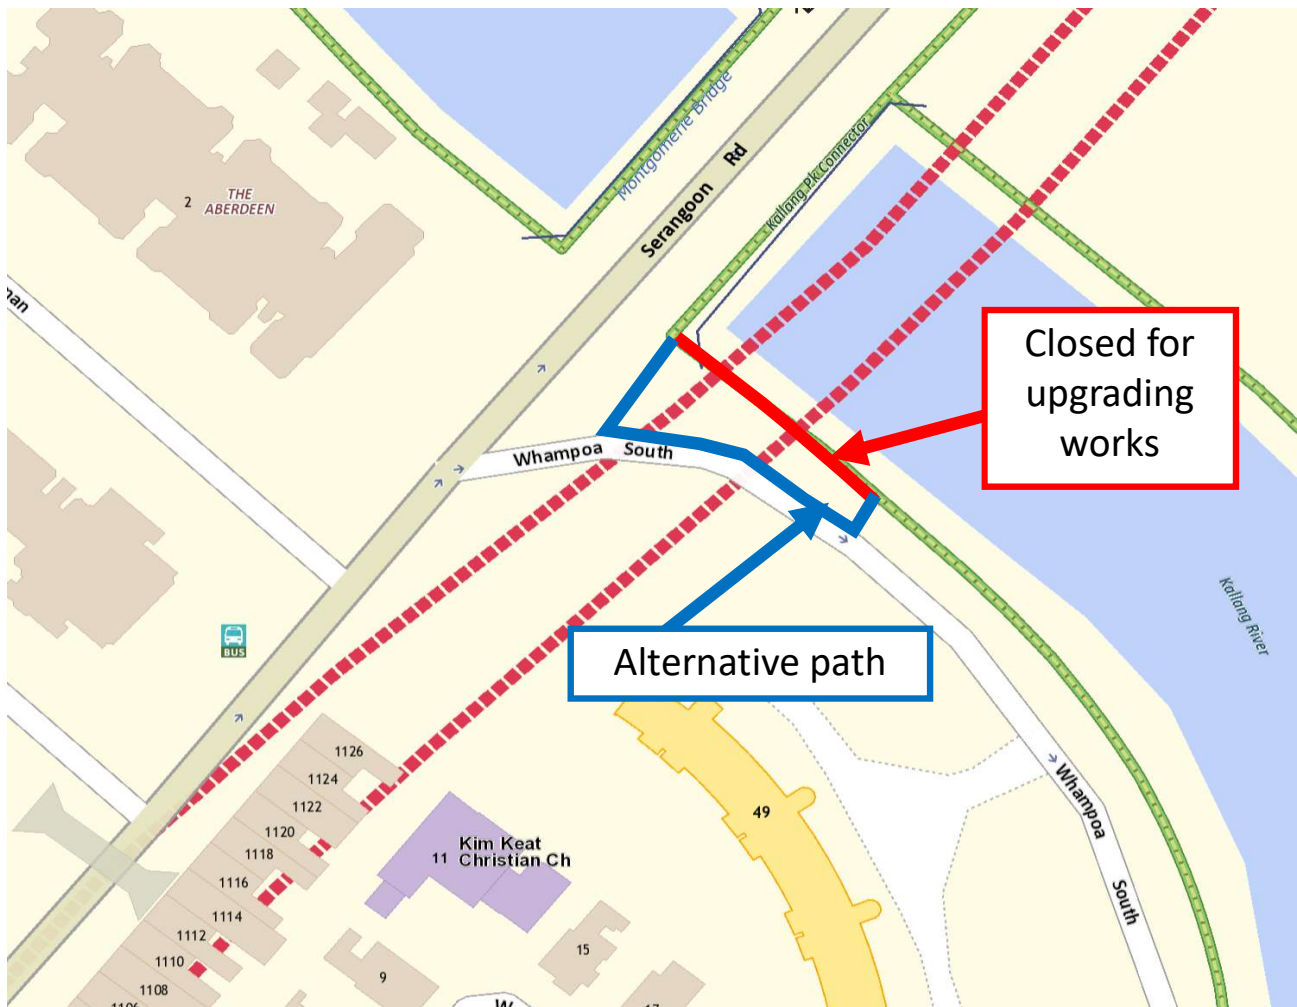 Montgomerie Bridge
Serangoon Rd
Kallang Pk Connector
THE
ABERDEEN
2
Closed for
upgrading
works
Whampoa South
Kallang River
BUS
Alternative path
1126
1124
1122
1120
1118
1116
1114
1112
1110
1108
11
Kim Keat
Christian Ch
49
15
9
Whampoa South